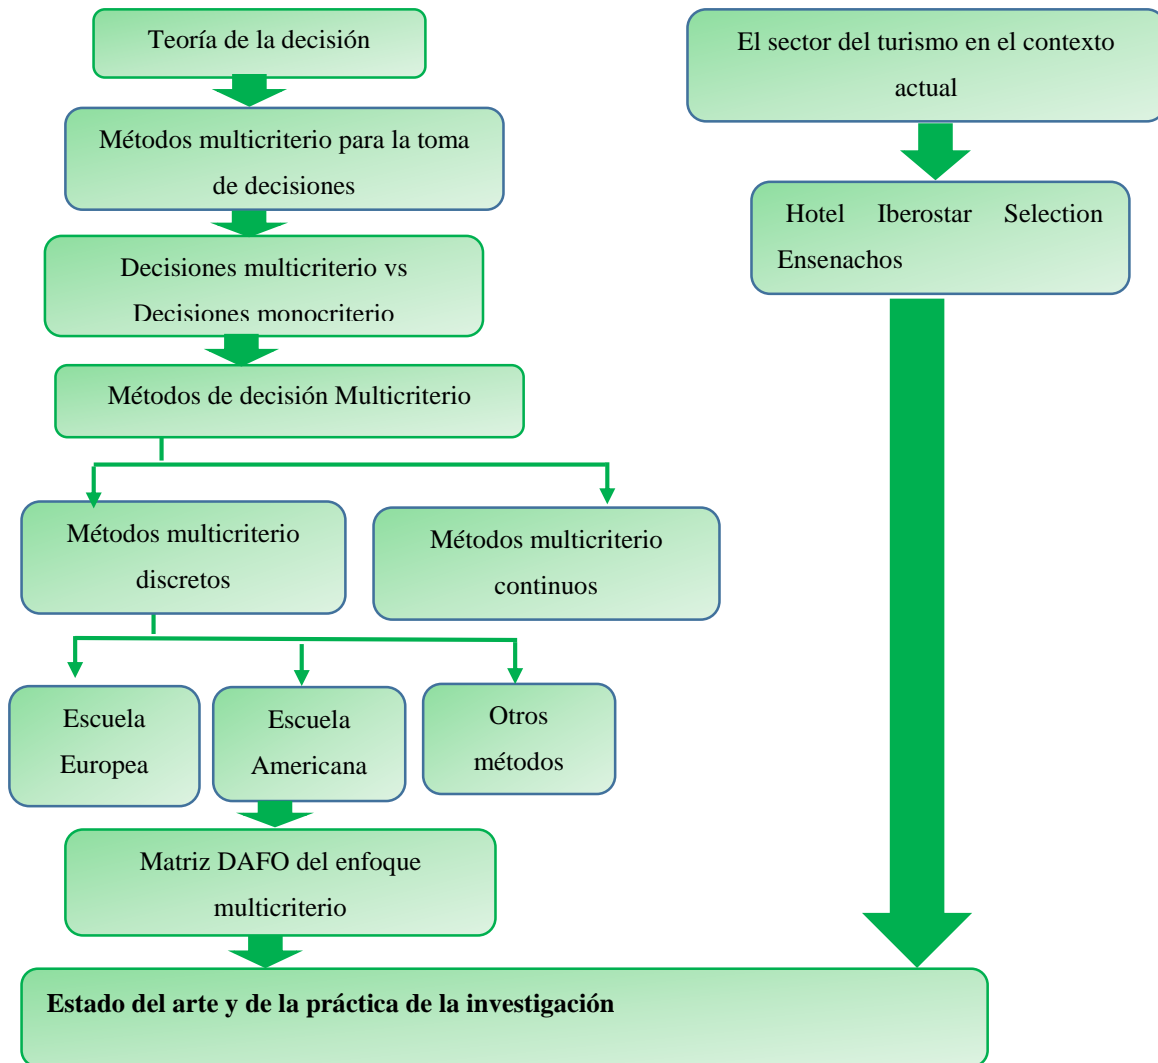 Teoría de la decisión
Métodos multicriterio para la toma
de decisiones
Decisiones multicriterio vs
Decisiones monocriterio
Métodos de decisión Multicriterio
Métodos multicriterio
discretos
Métodos multicriterio
continuos
Escuela
Europea
Escuela
Americana
Otros
métodos
Matriz DAFO del enfoque
multicriterio
El sector del turismo en el contexto
actual
Hotel Iberostar Selection
Ensenachos
Estado del arte y de la práctica de la investigación